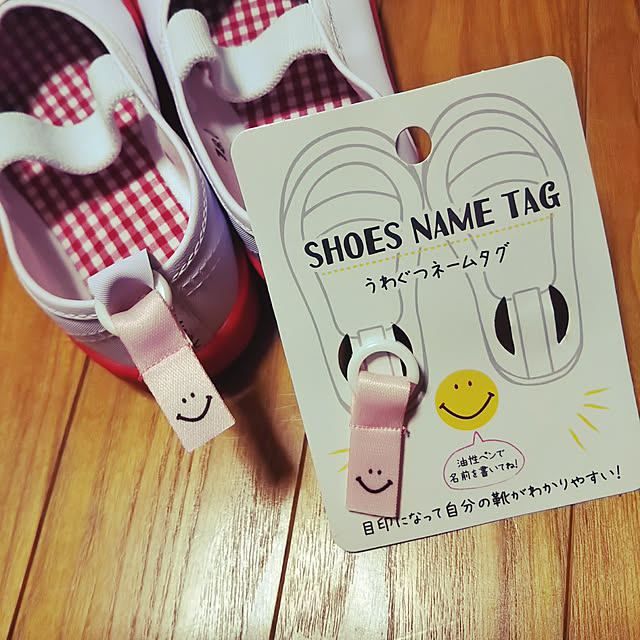 SHOES NAME TAG
うわぐつネームタグ
油性ペンで
名前を書いてね!
目印になって自分の靴がわかりやすい!